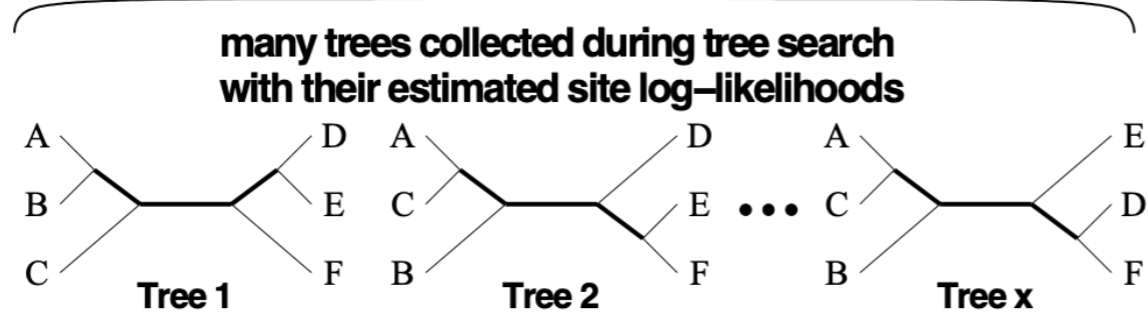 many trees collected during tree search
with their estimated site log–likelihoods
A D A D A E
B E C E ••• C D
C F B F B F
Tree 1 Tree 2 Tree x